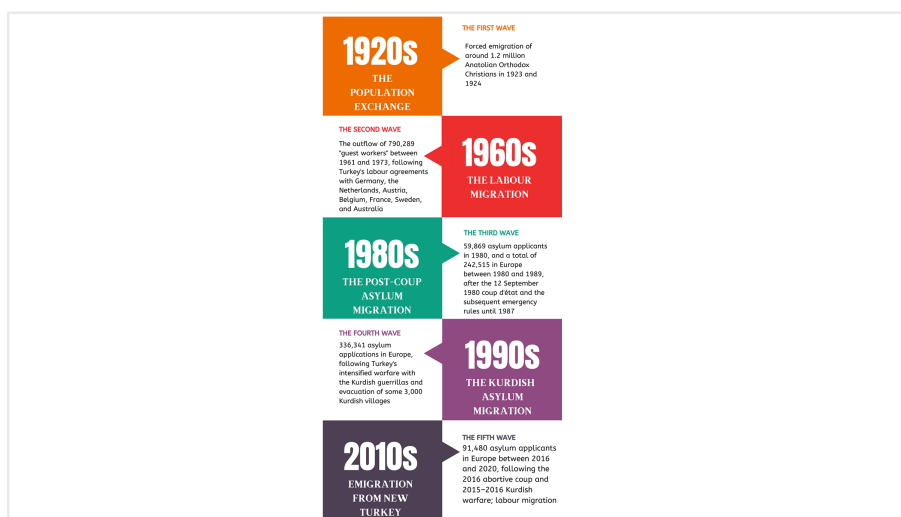 1920s
THE
POPULATION
EXCHANGE
THE FIRST WAVE
Forced emigration of
around 1.2 million
Anatolian Orthodox
Christians in 1923 and
1924
THE SECOND WAVE
The outflow of 790,289
"guest workers" between
1961 and 1973, following
Turkey's labour agreements
with Germany, the
Netherlands, Austria,
Belgium, France, Sweden,
and Australia
1960s
THE LABOUR
MIGRATION
1980s
THE POST-COUP
ASYLUM
MIGRATION
THE THIRD WAVE
59,869 asylum applicants
in 1980, and a total of
242,515 in Europe
between 1980 and 1989,
after the 12 September
1980 coup d'état and the
subsequent emergency
rules until 1987
THE FOURTH WAVE
336,341 asylum
applications in Europe,
following Turkey's
intensified warfare with
the Kurdish guerrillas and
evacuation of some 3,000
Kurdish villages
1990s
THE KURDISH
ASYLUM
MIGRATION
2010s
EMIGRATION
FROM NEW
TURKEY
THE FIFTH WAVE
91,480 asylum applicants
in Europe between 2016
and 2020, following the
2016 abortive coup and
2015–2016 Kurdish
warfare; labour migration